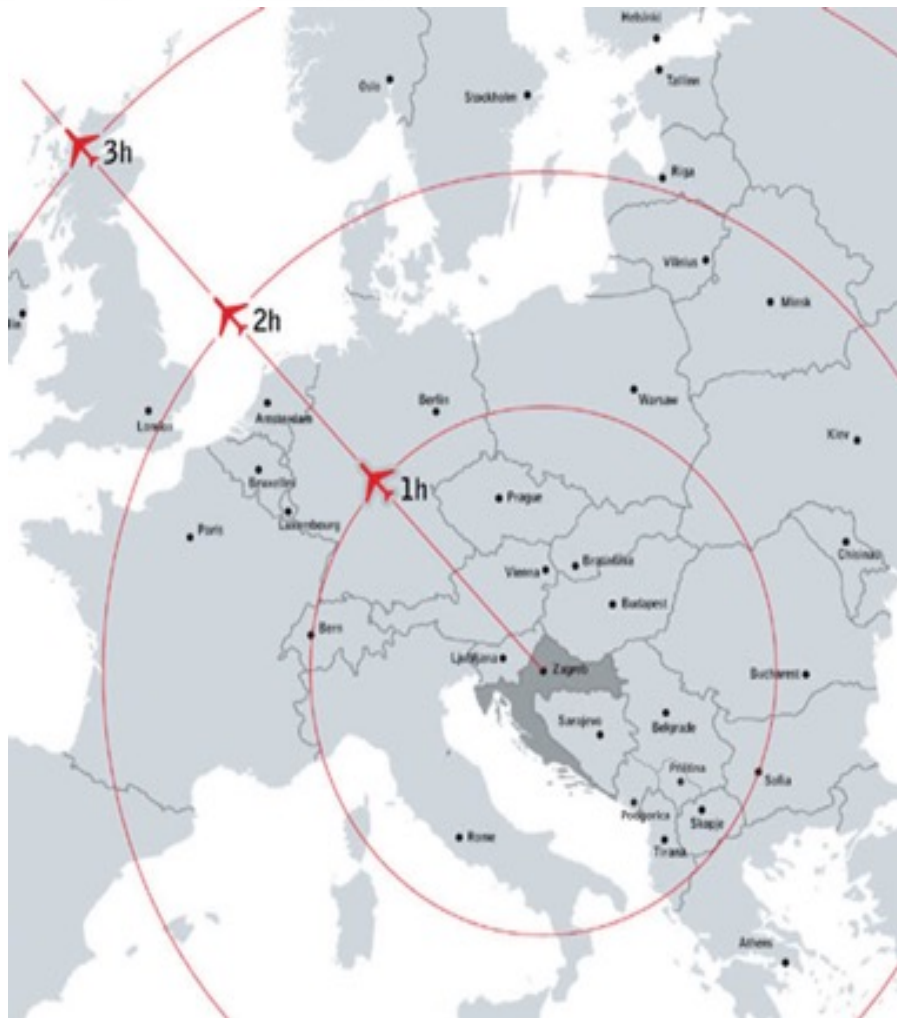 Helsinki
Tallinn
Oslo
Stockholm
3h
Riga
Vilnius
Minsk
2h
Berlin
Warsaw
Amsterdam
London
Kiev
Bruxelles
1h
Prague
Luxembourg
Paris
Chisinau
Vienna
Bratislava
Budapest
Bern
Ljubljana
Zagreb
Bucharest
Sarajevo
Belgrade
Priština
Sofia
Podgorica
Skopje
Rome
Tirana
Athens